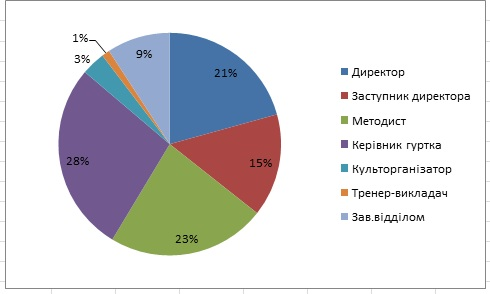 1%
9%
3%
21%
28%
15%
23%
Директор
Заступник директора
Методист
Керівник гуртка
Культорганізатор
Тренер-викладач
Зав.відділом